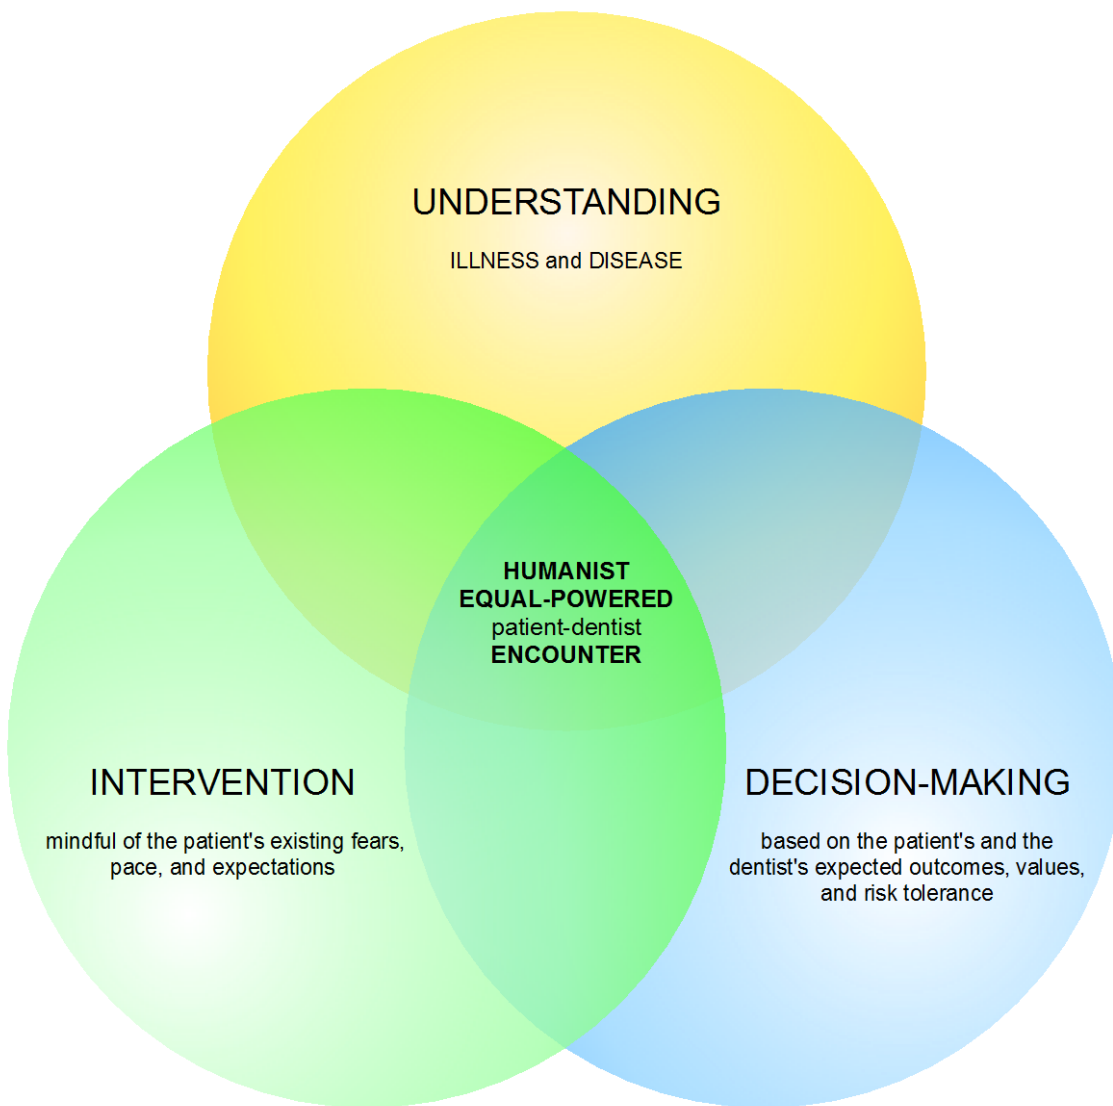 UNDERSTANDING
ILLNESS and DISEASE
HUMANIST
EQUAL-POWERED
patient-dentist
ENCOUNTER
INTERVENTION
mindful of the patient's existing fears,
pace, and expectations
DECISION-MAKING
based on the patient's and the
dentist's expected outcomes, values,
and risk tolerance